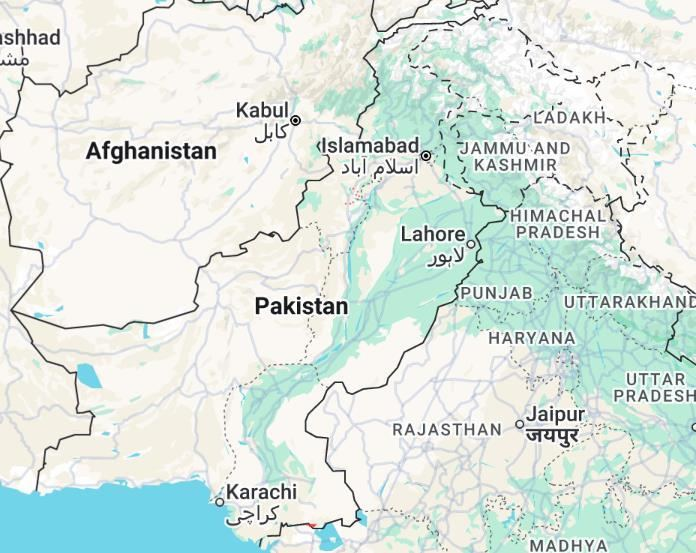 ashhad
مشه
Kabul
کابل
Afghanistan
Islamabad
اسلام آباد
LADAKH
JAMMU AND
KASHMIR
HIMACHAL
PRADESH
Lahore
لاہور
Pakistan
PUNJAB
UTTARAKHAND
HARYANA
UTTAR
PRADESH
Jaipur
जयपुर
RAJASTHAN
Karachi
کراچی
MADHYA